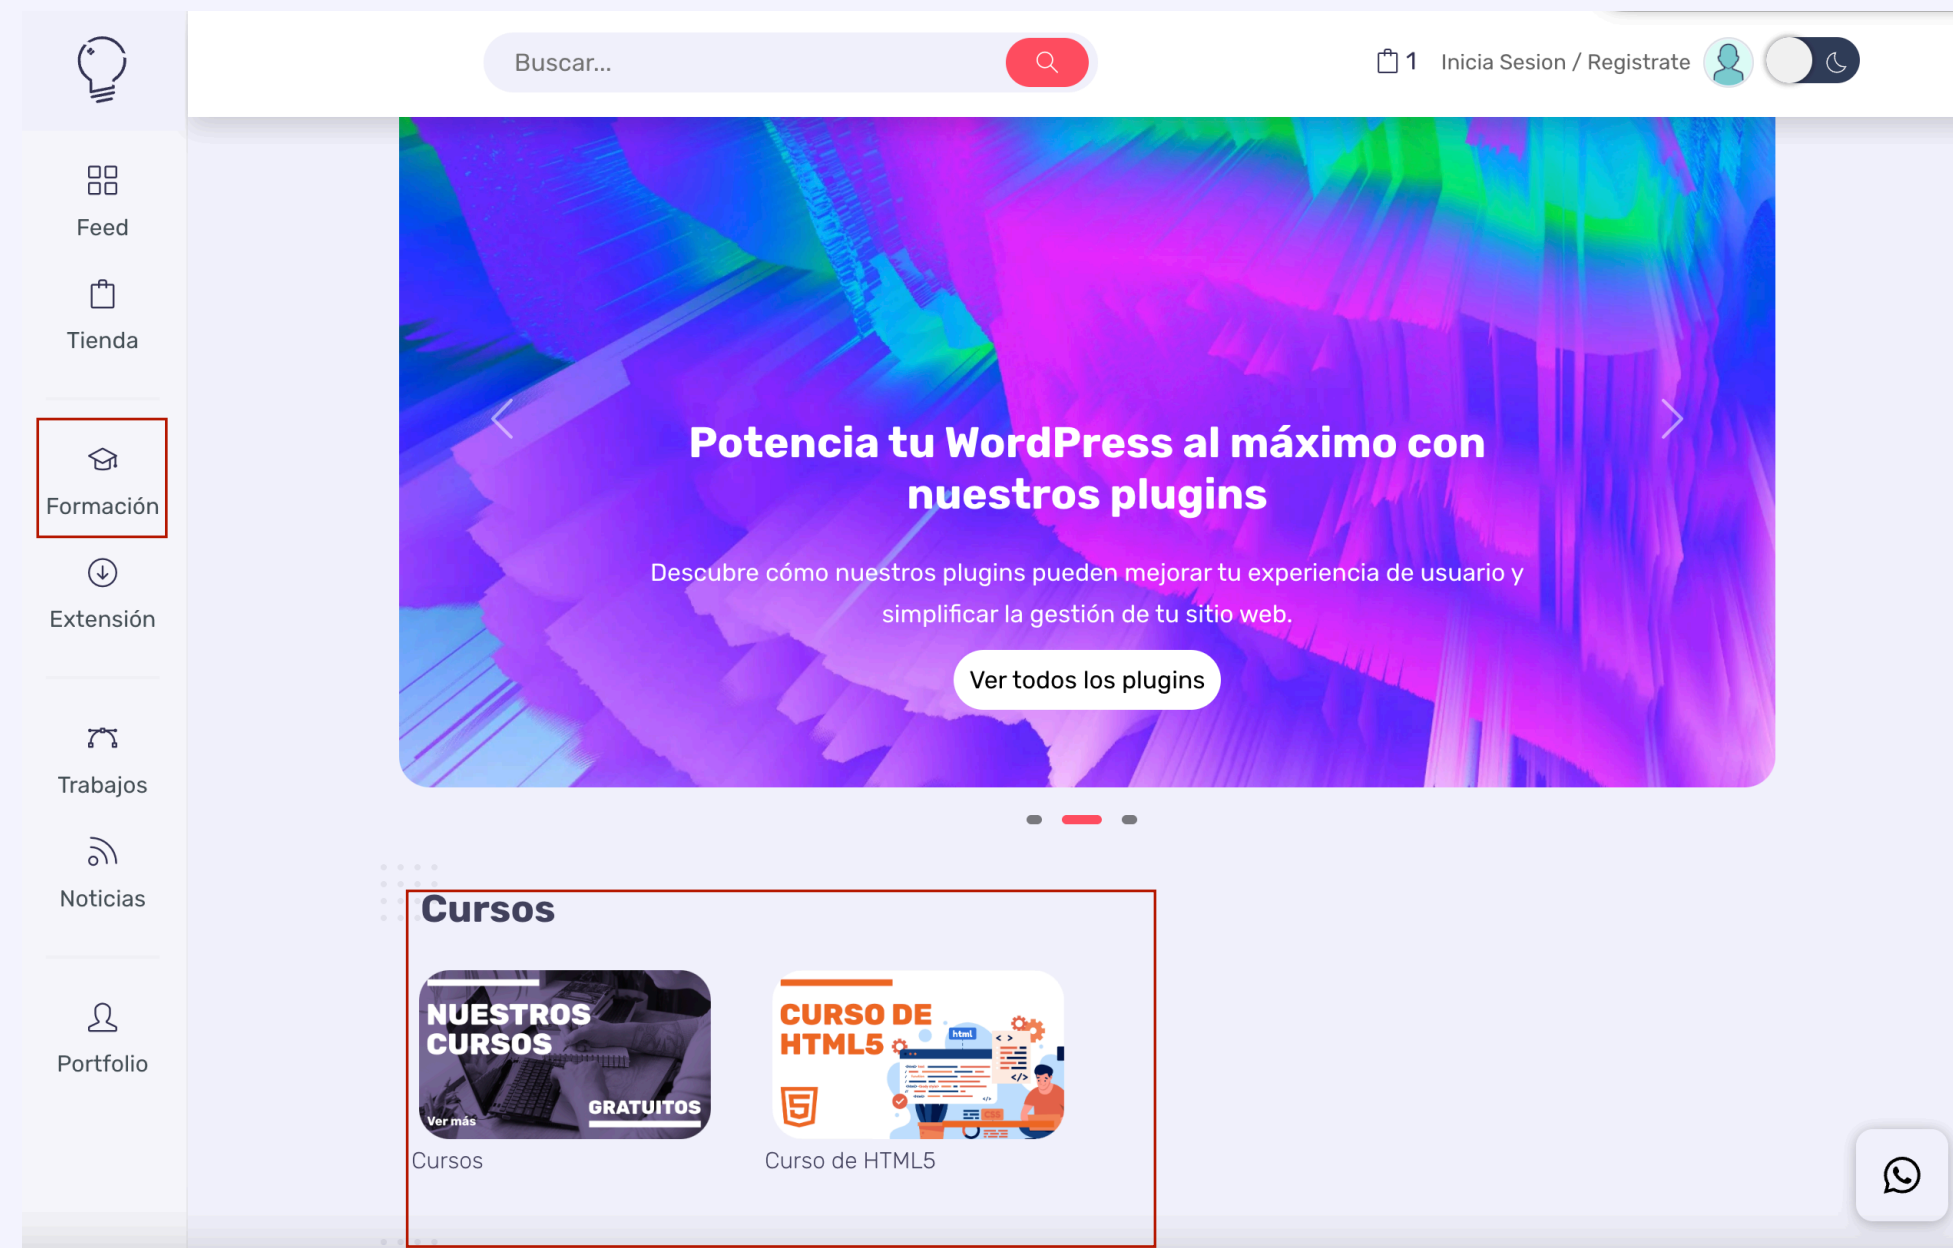 Buscar...
1
Inicia Sesion / Registrate
Feed
Tienda
Formación
Extensión
Trabajos
Noticias
Portfolio
Potencia tu WordPress al máximo con
nuestros plugins
Descubre cómo nuestros plugins pueden mejorar tu experiencia de usuario y
simplificar la gestión de tu sitio web.
Ver todos los plugins
Cursos
NUESTROS
CURSOS
GRATUITOS
Ver más
Cursos
CURSO DE
HTML5
html
< >
</>
</>
CSS
5
Curso de HTML5